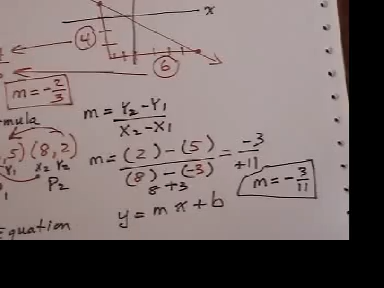 x
4
6
m = -2/3
m = Y2 - Y1 / X2 - X1
,5) (8, 2)
Y1 X2 Y2
P2
m = (2) - (5) / (8) - (-3) = -3 / +11
8 + 3
m = -3/11
y = mx + b
Equation